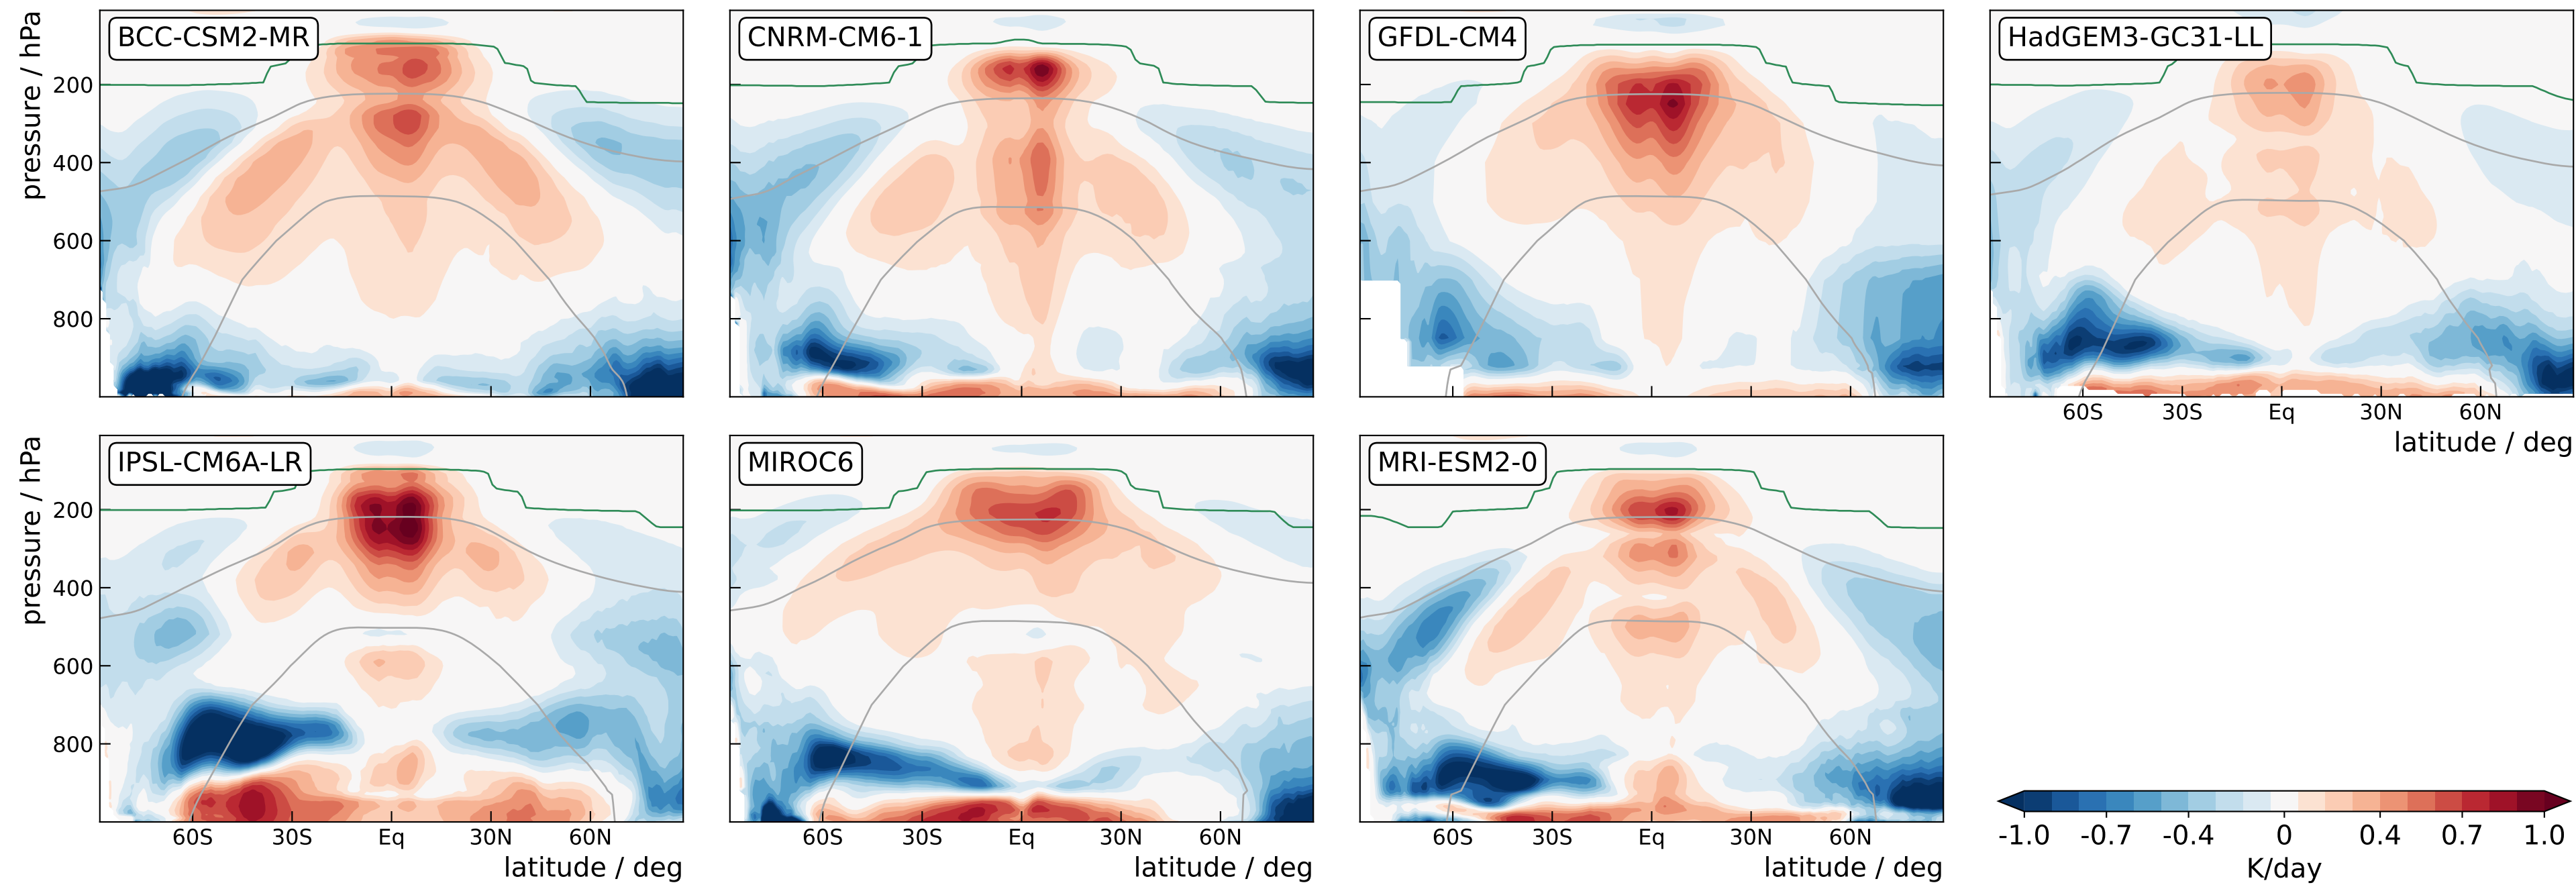 BCC-CSM2-MR
CNRM-CM6-1
GFDL-CM4
HadGEM3-GC31-LL
pressure / hPa
200
400
600
800
60S 30S Eq 30N 60N
latitude / deg
IPSL-CM6A-LR
MIROC6
MRI-ESM2-0
pressure / hPa
200
400
600
800
60S 30S Eq 30N 60N
60S 30S Eq 30N 60N
60S 30S Eq 30N 60N
latitude / deg
latitude / deg
latitude / deg
-1.0 -0.7 -0.4 0 0.4 0.7 1.0
K/day